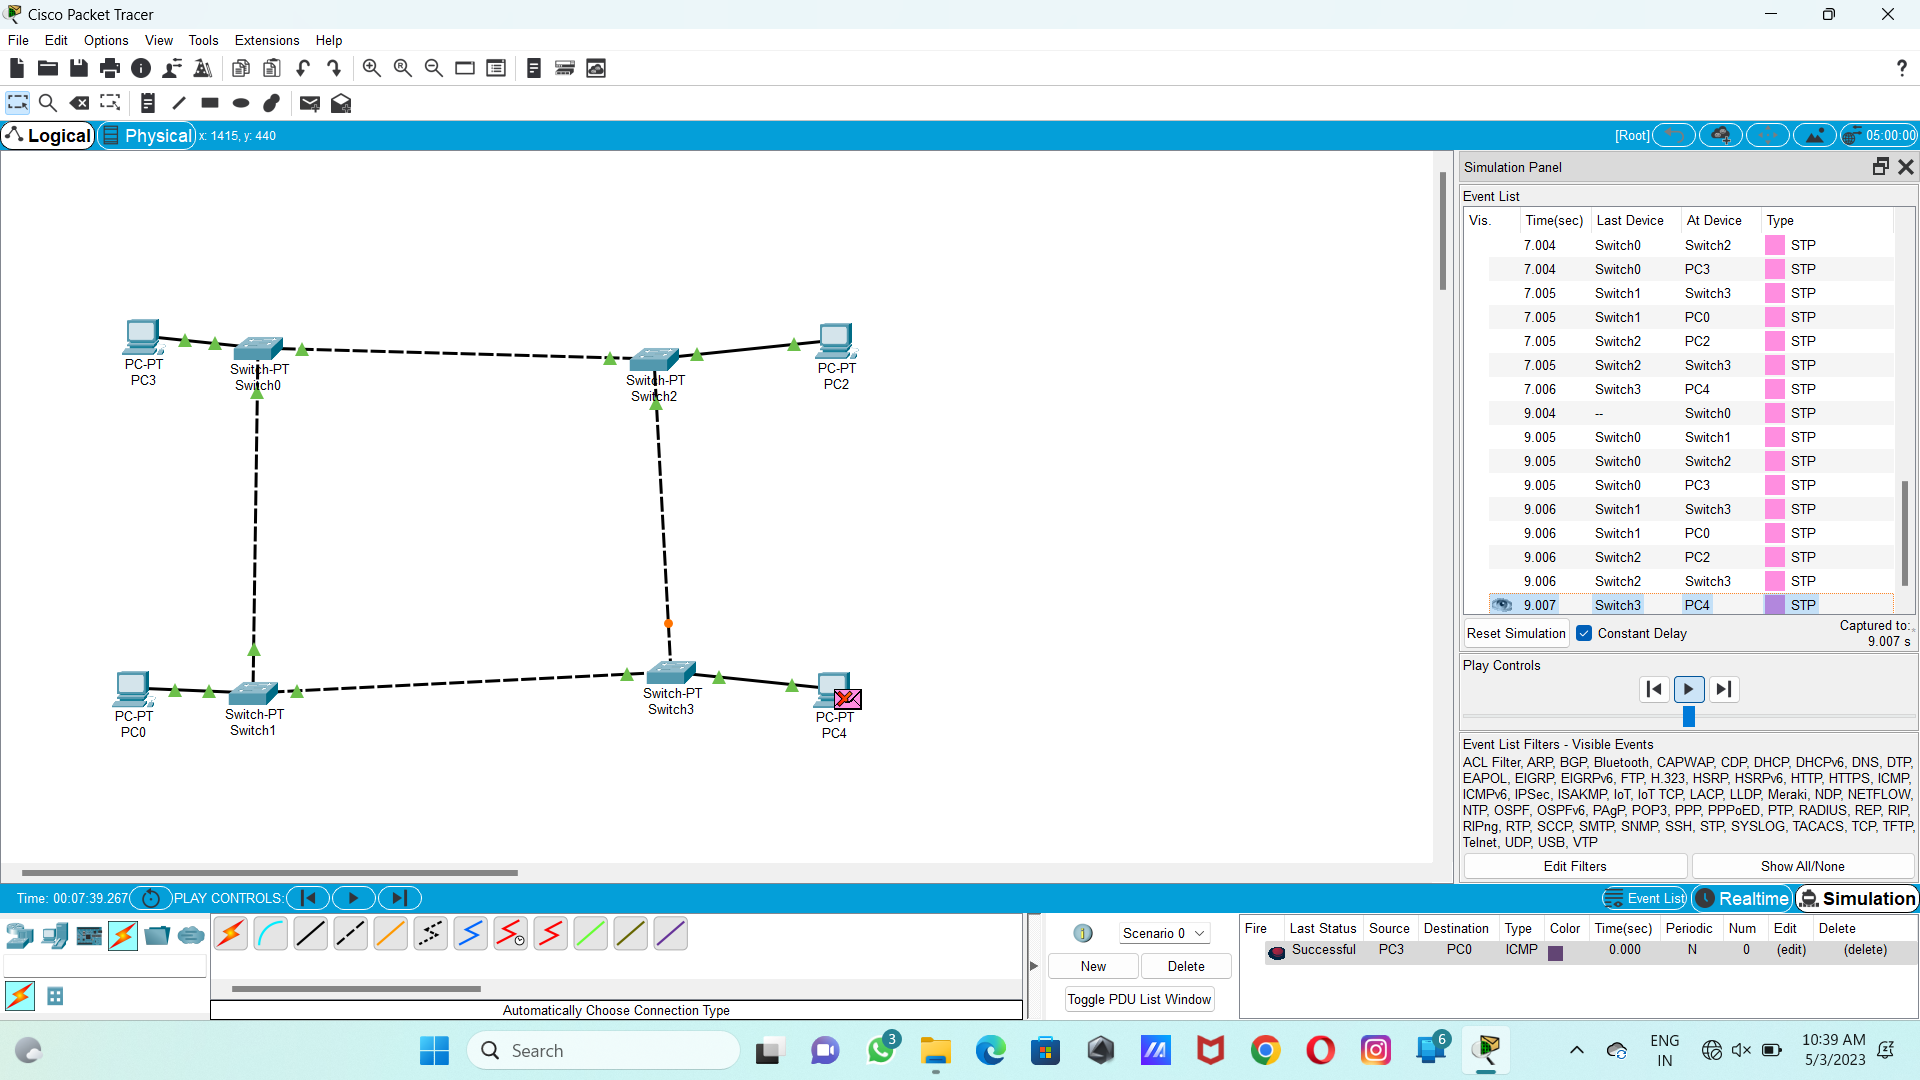 Cisco Packet Tracer
File Edit Options View Tools Extensions Help
?
Logical Physical x: 1415, y: 440 [Root] 05:00:00
PC-PT
PC3
Switch-PT
Switch0
Switch-PT
Switch2
PC-PT
PC2
PC-PT
PC0
Switch-PT
Switch1
Switch-PT
Switch3
PC-PT
PC4
Simulation Panel
Event List
Vis. Time(sec) Last Device At Device Type
7.004 Switch0 Switch2 STP
7.004 Switch0 PC3 STP
7.005 Switch1 Switch3 STP
7.005 Switch1 PC0 STP
7.005 Switch2 PC2 STP
7.005 Switch2 Switch3 STP
7.006 Switch3 PC4 STP
9.004 -- Switch0 STP
9.005 Switch0 Switch1 STP
9.005 Switch0 Switch2 STP
9.005 Switch0 PC3 STP
9.006 Switch1 Switch3 STP
9.006 Switch1 PC0 STP
9.006 Switch2 PC2 STP
9.006 Switch2 Switch3 STP
9.007 Switch3 PC4 STP
Reset Simulation Constant Delay Captured to:
9.007 s
Play Controls
Event List Filters - Visible Events
ACL Filter, ARP, BGP, Bluetooth, CAPWAP, CDP, DHCP, DHCPv6, DNS, DTP,
EAPOL, EIGRP, EIGRPv6, FTP, H.323, HSRP, HSRPv6, HTTP, HTTPS, ICMP,
ICMPv6, IPSec, ISAKMP, IoT, IoT TCP, LACP, LLDP, Meraki, NDP, NETFLOW,
NTP, OSPF, OSPFv6, PAgP, POP3, PPP, PPPoED, PTP, RADIUS, REP, RIP,
RIPng, RTP, SCCP, SMTP, SNMP, SSH, STP, SYSLOG, TACACS, TCP, TFTP,
Telnet, UDP, USB, VTP
Edit Filters Show All/None
Time: 00:07:39.267 PLAY CONTROLS: Event List Realtime Simulation
Automatically Choose Connection Type
1 Scenario 0
New Delete
Toggle PDU List Window
Fire Last Status Source Destination Type Color Time(sec) Periodic Num Edit Delete
Successful PC3 PC0 ICMP 0.000 N 0 (edit) (delete)
Search
3
6
ENG
IN
10:39 AM
5/3/2023